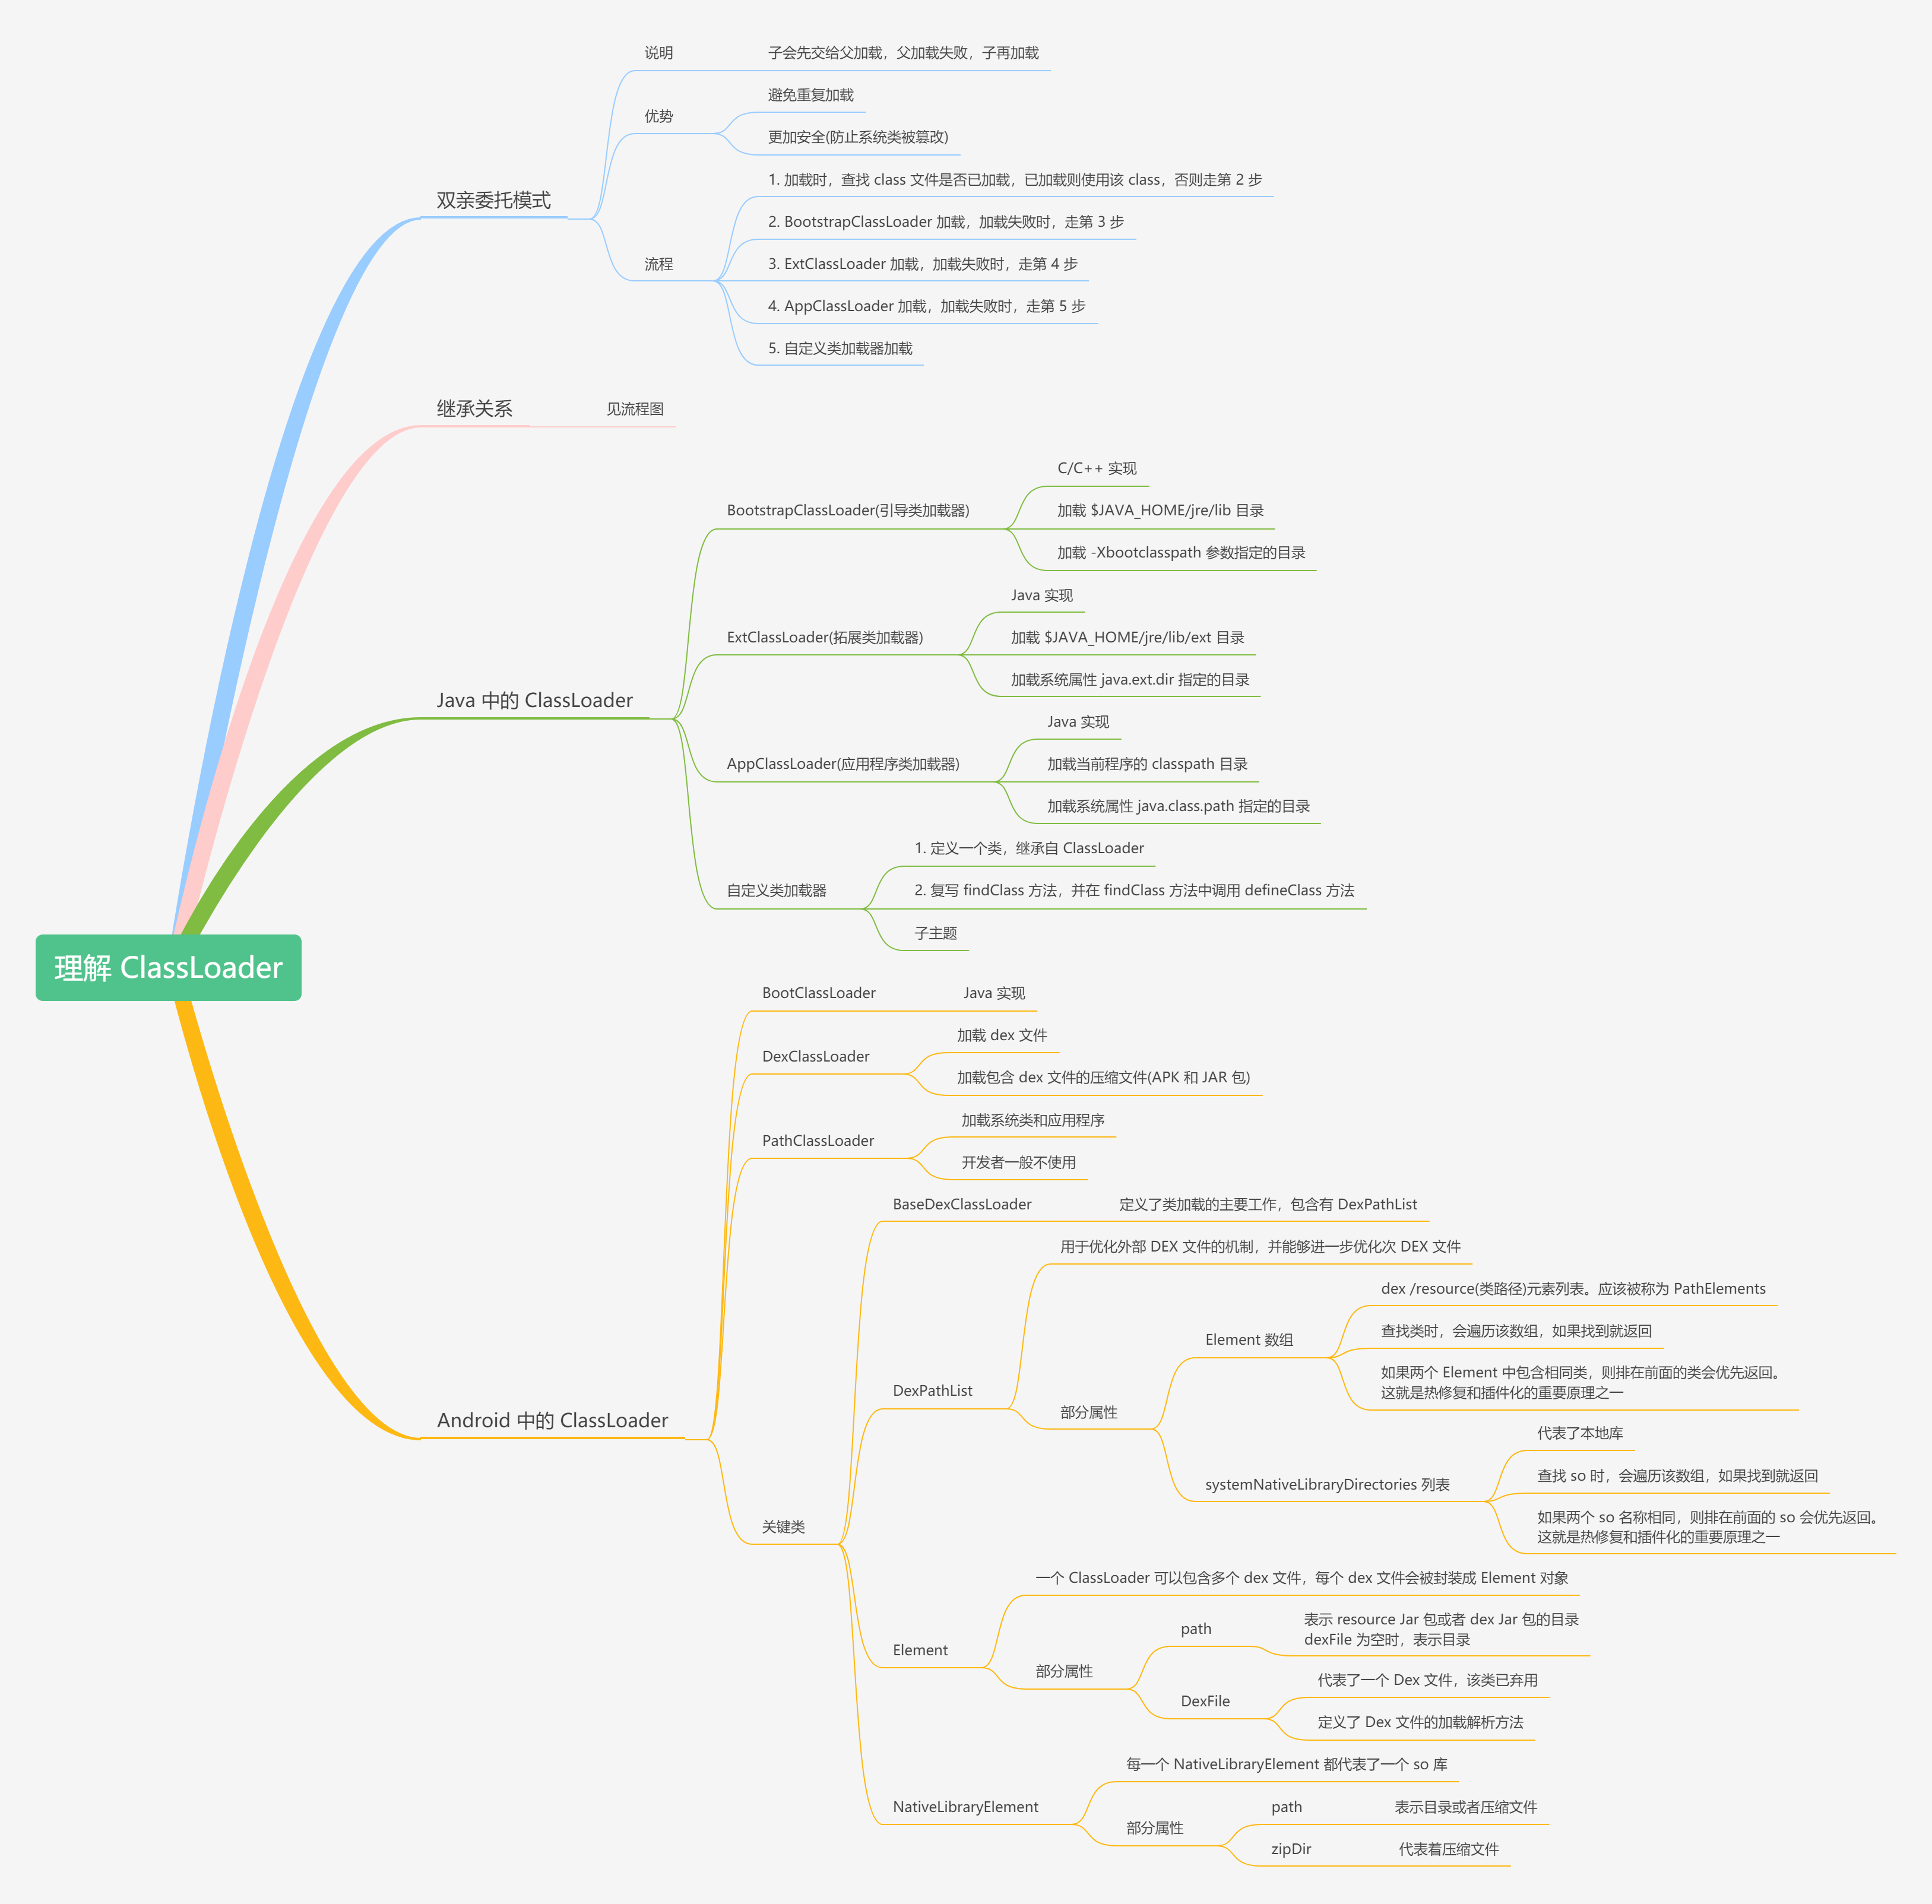 理解 ClassLoader
双亲委托模式
说明
子会先交给父加载，父加载失败，子再加载
优势
避免重复加载
更加安全(防止系统类被篡改)
流程
1. 加载时，查找 class 文件是否已加载，已加载则使用该 class，否则走第 2 步
2. BootstrapClassLoader 加载，加载失败时，走第 3 步
3. ExtClassLoader 加载，加载失败时，走第 4 步
4. AppClassLoader 加载，加载失败时，走第 5 步
5. 自定义类加载器加载
继承关系
见流程图
Java 中的 ClassLoader
BootstrapClassLoader(引导类加载器)
C/C++ 实现
加载 $JAVA_HOME/jre/lib 目录
加载 -Xbootclasspath 参数指定的目录
ExtClassLoader(拓展类加载器)
Java 实现
加载 $JAVA_HOME/jre/lib/ext 目录
加载系统属性 java.ext.dir 指定的目录
AppClassLoader(应用程序类加载器)
Java 实现
加载当前程序的 classpath 目录
加载系统属性 java.class.path 指定的目录
自定义类加载器
1. 定义一个类，继承自 ClassLoader
2. 复写 findClass 方法，并在 findClass 方法中调用 defineClass 方法
子主题
Android 中的 ClassLoader
BootClassLoader
Java 实现
DexClassLoader
加载 dex 文件
加载包含 dex 文件的压缩文件(APK 和 JAR 包)
PathClassLoader
加载系统类和应用程序
开发者一般不使用
关键类
BaseDexClassLoader
定义了类加载的主要工作，包含有 DexPathList
DexPathList
用于优化外部 DEX 文件的机制，并能够进一步优化次 DEX 文件
部分属性
Element 数组
dex /resource(类路径)元素列表。应该被称为 PathElements
查找类时，会遍历该数组，如果找到就返回
如果两个 Element 中包含相同类，则排在前面的类会优先返回。
这就是热修复和插件化的重要原理之一
systemNativeLibraryDirectories 列表
代表了本地库
查找 so 时，会遍历该数组，如果找到就返回
如果两个 so 名称相同，则排在前面的 so 会优先返回。
这就是热修复和插件化的重要原理之一
Element
一个 ClassLoader 可以包含多个 dex 文件，每个 dex 文件会被封装成 Element 对象
部分属性
path
表示 resource Jar 包或者 dex Jar 包的目录
dexFile 为空时，表示目录
DexFile
代表了一个 Dex 文件，该类已弃用
定义了 Dex 文件的加载解析方法
NativeLibraryElement
每一个 NativeLibraryElement 都代表了一个 so 库
部分属性
path
表示目录或者压缩文件
zipDir
代表着压缩文件